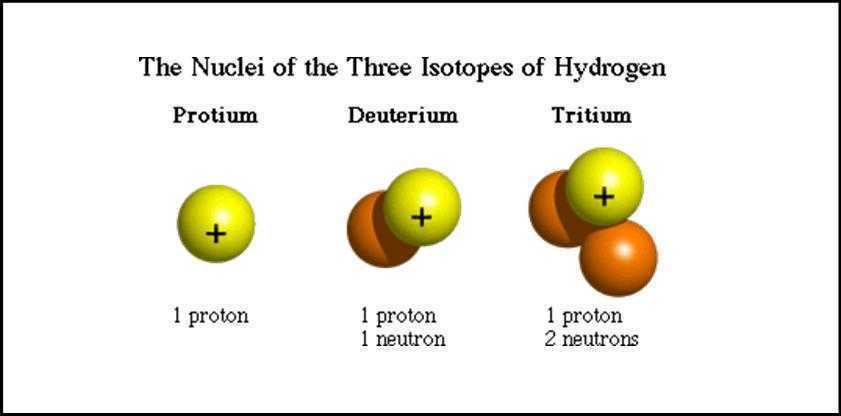 The Nuclei of the Three Isotopes of Hydrogen
Protium Deuterium Tritium
+ + +
1 proton 1 proton 1 proton
1 neutron 2 neutrons